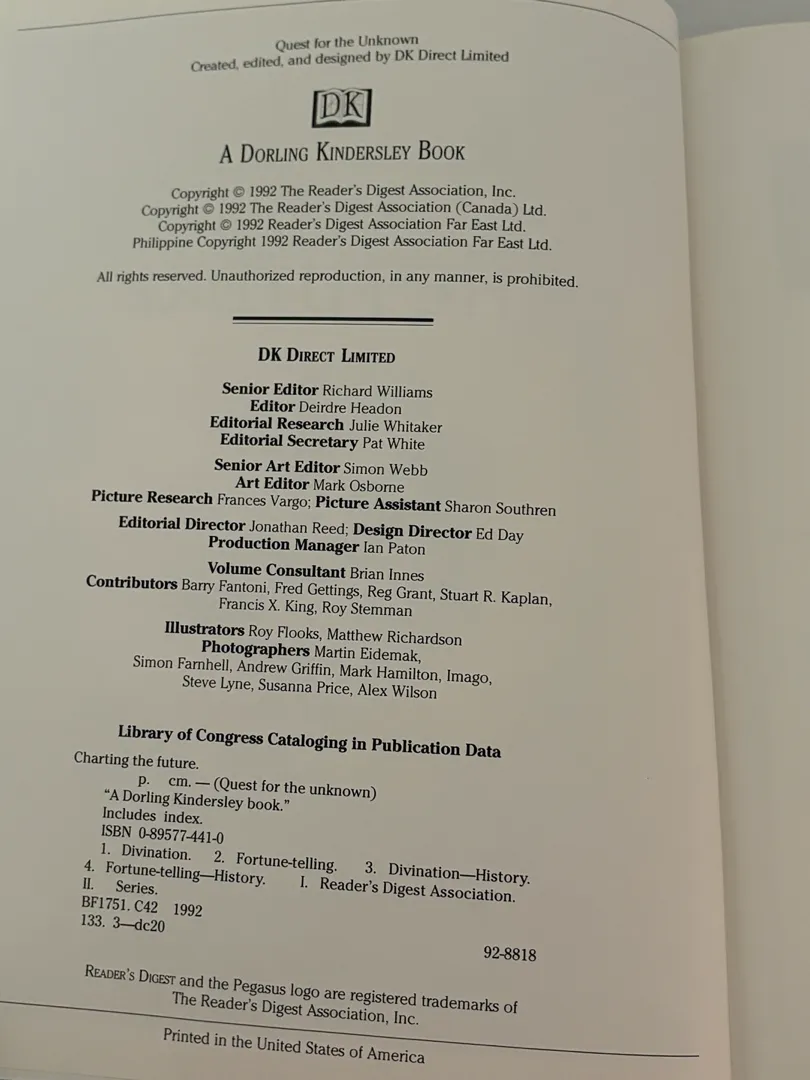 Quest for the Unknown
Created, edited, and designed by DK Direct Limited
DK
A DORLING KINDERSLEY BOOK
Copyright © 1992 The Reader's Digest Association, Inc.
Copyright © 1992 The Reader's Digest Association (Canada) Ltd.
Copyright © 1992 Reader's Digest Association Far East Ltd.
Philippine Copyright 1992 Reader's Digest Association Far East Ltd.
All rights reserved. Unauthorized reproduction, in any manner, is prohibited.
DK DIRECT LIMITED
Senior Editor Richard Williams
Editor Deirdre Headon
Editorial Research Julie Whitaker
Editorial Secretary Pat White
Senior Art Editor Simon Webb
Art Editor Mark Osborne
Picture Research Frances Vargo; Picture Assistant Sharon Southren
Editorial Director Jonathan Reed; Design Director Ed Day
Production Manager Ian Paton
Volume Consultant Brian Innes
Contributors Barry Fantoni, Fred Gettings, Reg Grant, Stuart R. Kaplan,
Francis X. King, Roy Stemman
Illustrators Roy Flooks, Matthew Richardson
Photographers Martin Eidemak,
Simon Farnhell, Andrew Griffin, Mark Hamilton, Imago,
Steve Lyne, Susanna Price, Alex Wilson
Library of Congress Cataloging in Publication Data
Charting the future.
p. cm. — (Quest for the unknown)
"A Dorling Kindersley book."
Includes index.
ISBN 0-89577-441-0
1. Divination. 2. Fortune-telling. 3. Divination—History.
4. Fortune-telling—History. I. Reader's Digest Association.
II. Series.
BF1751. C42 1992
133. 3—dc20
92-8818
READER'S DIGEST and the Pegasus logo are registered trademarks of
The Reader's Digest Association, Inc.
Printed in the United States of America